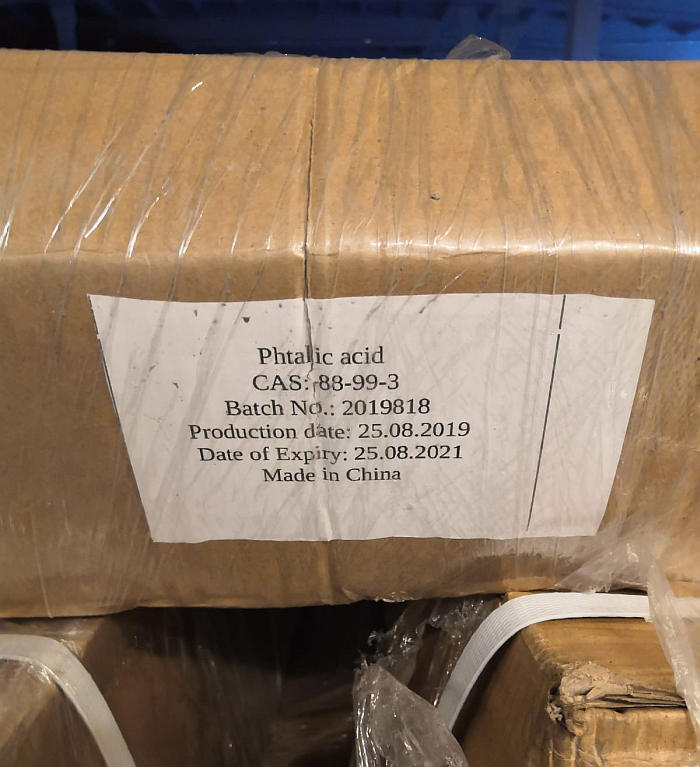 Phtalic acid
CAS: 88-99-3
Batch No.: 2019818
Production date: 25.08.2019
Date of Expiry: 25.08.2021
Made in China